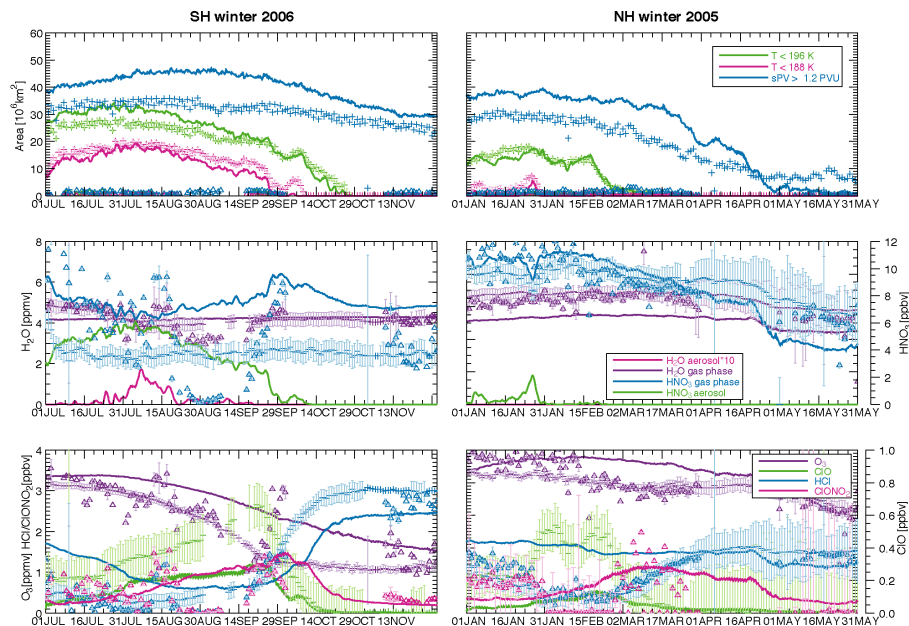 SH winter 2006
NH winter 2005
60
50
40
30
20
10
0
Area [10⁶km²]
01JUL 16JUL 31JUL 15AUG 30AUG 14SEP 29SEP 14OCT 29OCT 13NOV
T < 196 K
T < 188 K
sPV > 1.2 PVU
01JAN 16JAN 31JAN 15FEB 02MAR 17MAR 01APR 16APR 01MAY 16MAY 31MAY
8
6
4
2
0
H₂O [ppmv]
01JUL 16JUL 31JUL 15AUG 30AUG 14SEP 29SEP 14OCT 29OCT 13NOV
H₂O aerosol*10
H₂O gas phase
HNO₃ gas phase
HNO₃ aerosol
12
10
8
6
4
2
0
HNO₃ [ppbv]
01JAN 16JAN 31JAN 15FEB 02MAR 17MAR 01APR 16APR 01MAY 16MAY 31MAY
4
3
2
1
0
O₃[ppmv] HCl/ClONO₂[ppbv]
01JUL 16JUL 31JUL 15AUG 30AUG 14SEP 29SEP 14OCT 29OCT 13NOV
O₃
ClO
HCl
ClONO₂
1.0
0.8
0.6
0.4
0.2
0.0
ClO [ppbv]
01JAN 16JAN 31JAN 15FEB 02MAR 17MAR 01APR 16APR 01MAY 16MAY 31MAY